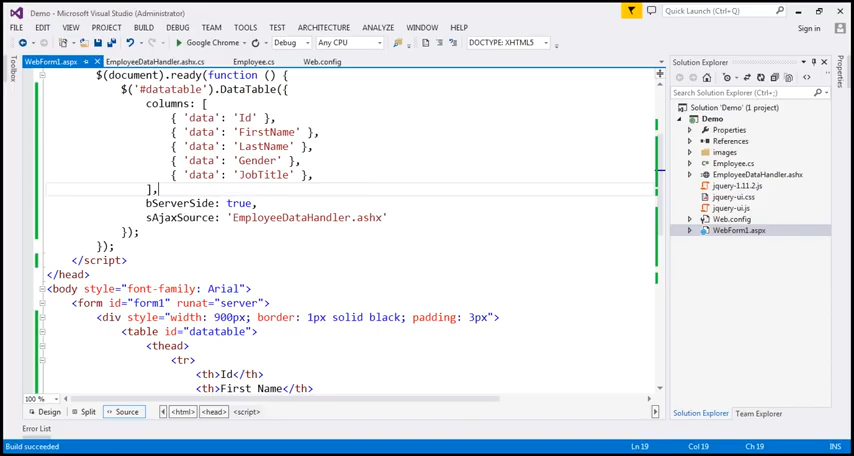 Demo - Microsoft Visual Studio (Administrator)
Quick Launch (Ctrl+;)
FILE EDIT VIEW PROJECT BUILD DEBUG TEAM TOOLS TEST ARCHITECTURE ANALYZE WINDOW HELP
Sign in
Google Chrome Debug Any CPU DOCTYPE: XHTML5
Toolbox
WebForm1.aspx EmployeeDataHandler.ashx.cs Employee.cs Web.config
$(document).ready(function () {
$('#datatable').DataTable({
columns: [
{ 'data': 'Id' },
{ 'data': 'FirstName' },
{ 'data': 'LastName' },
{ 'data': 'Gender' },
{ 'data': 'JobTitle' },
],
bServerSide: true,
sAjaxSource: 'EmployeeDataHandler.ashx'
});
});
</script>
</head>
<body style="font-family: Arial">
<form id="form1" runat="server">
<div style="width: 900px; border: 1px solid black; padding: 3px">
<table id="datatable">
<thead>
<tr>
<th>Id</th>
<th>First Name</th>
100 %
Design Split Source <html> <head> <script>
Solution Explorer
Search Solution Explorer (Ctrl+;)
Solution 'Demo' (1 project)
Demo
Properties
References
images
Employee.cs
EmployeeDataHandler.ashx
jquery-1.11.2.js
jquery-ui.css
jquery-ui.js
Web.config
WebForm1.aspx
Solution Explorer Team Explorer
Properties
Error List
Build succeeded Ln 19 Col 19 Ch 19 INS